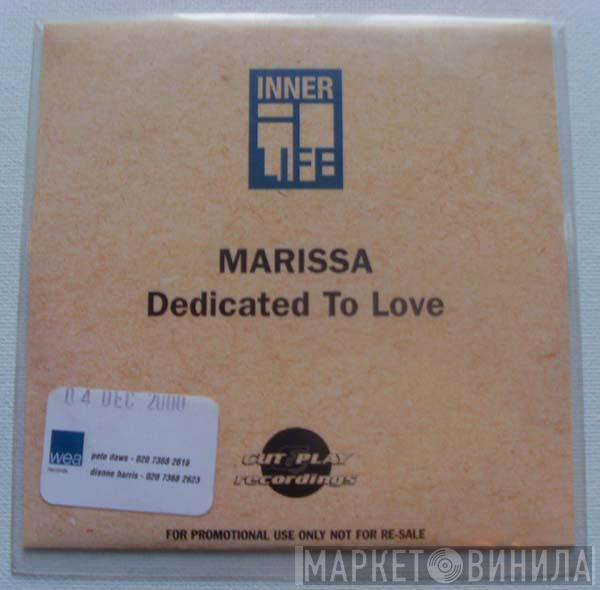 INNER
LIFE
MARISSA
Dedicated To Love
04 DEC 2000
wea
records
pete daws - 020 7368 2616
dianne harris - 020 7368 2623
CUT & PLAY
recordings
FOR PROMOTIONAL USE ONLY NOT FOR RE-SALE
МАРКЕТ ВИНИЛА